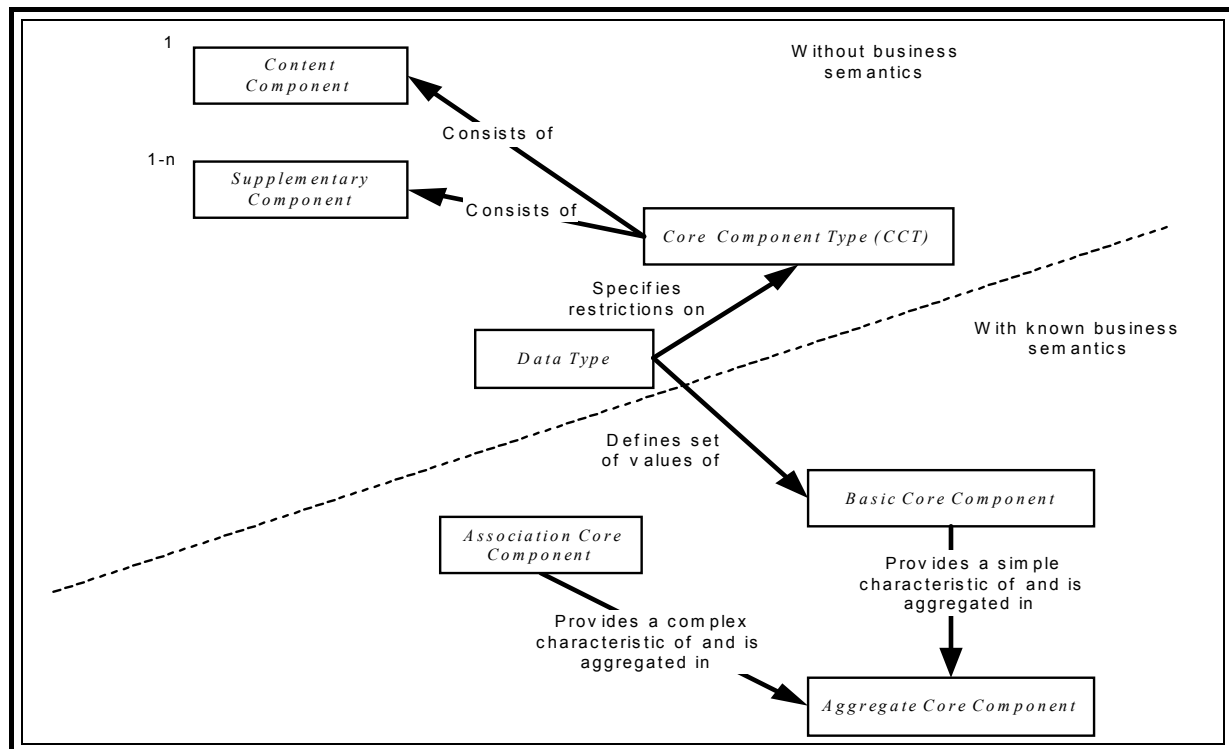 1
Content
Component
Without business
semantics
Consists of
1-n
Supplementary
Component
Consists of
Core Component Type (CCT)
Specifies
restrictions on
With known business
semantics
Data Type
Defines set
of values of
Basic Core Component
Association Core
Component
Provides a simple
characteristic of and is
aggregated in
Provides a complex
characteristic of and is
aggregated in
Aggregate Core Component